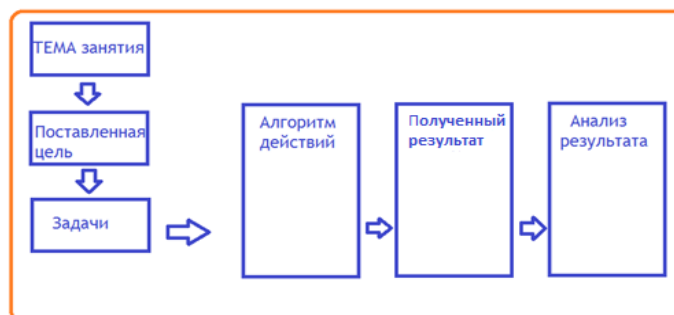 ТЕМА занятия
Поставленная
цель
Задачи
Алгоритм
действий
Полученный
результат
Анализ
результата